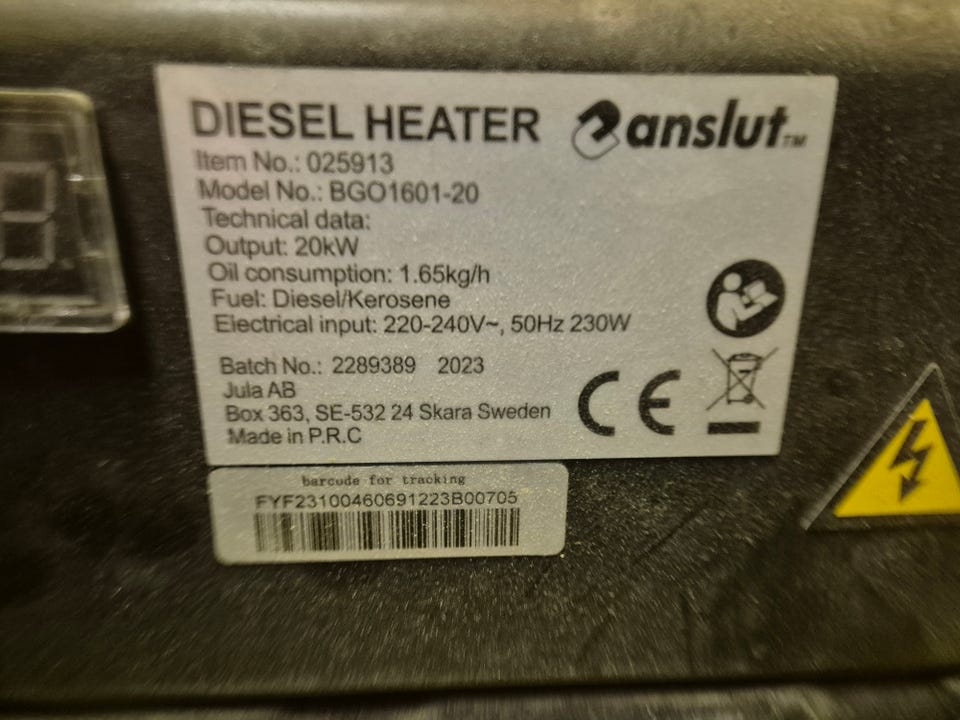 DIESEL HEATER anslut™
Item No.: 025913
Model No.: BGO1601-20
Technical data:
Output: 20kW
Oil consumption: 1.65kg/h
Fuel: Diesel/Kerosene
Electrical input: 220-240V~, 50Hz 230W
Batch No.: 2289389 2023
Jula AB
Box 363, SE-532 24 Skara Sweden
Made in P.R.C
CE
barcode for tracking
FYF23100460691223B00705